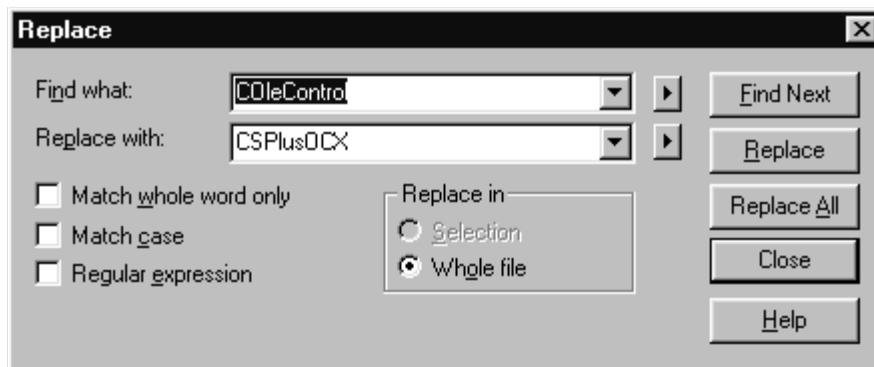 Replace
Find what: COleControl Find Next
Replace with: CSPlusOCX Replace
Match whole word only Replace in Replace All
Match case Selection Close
Regular expression Whole file
Help